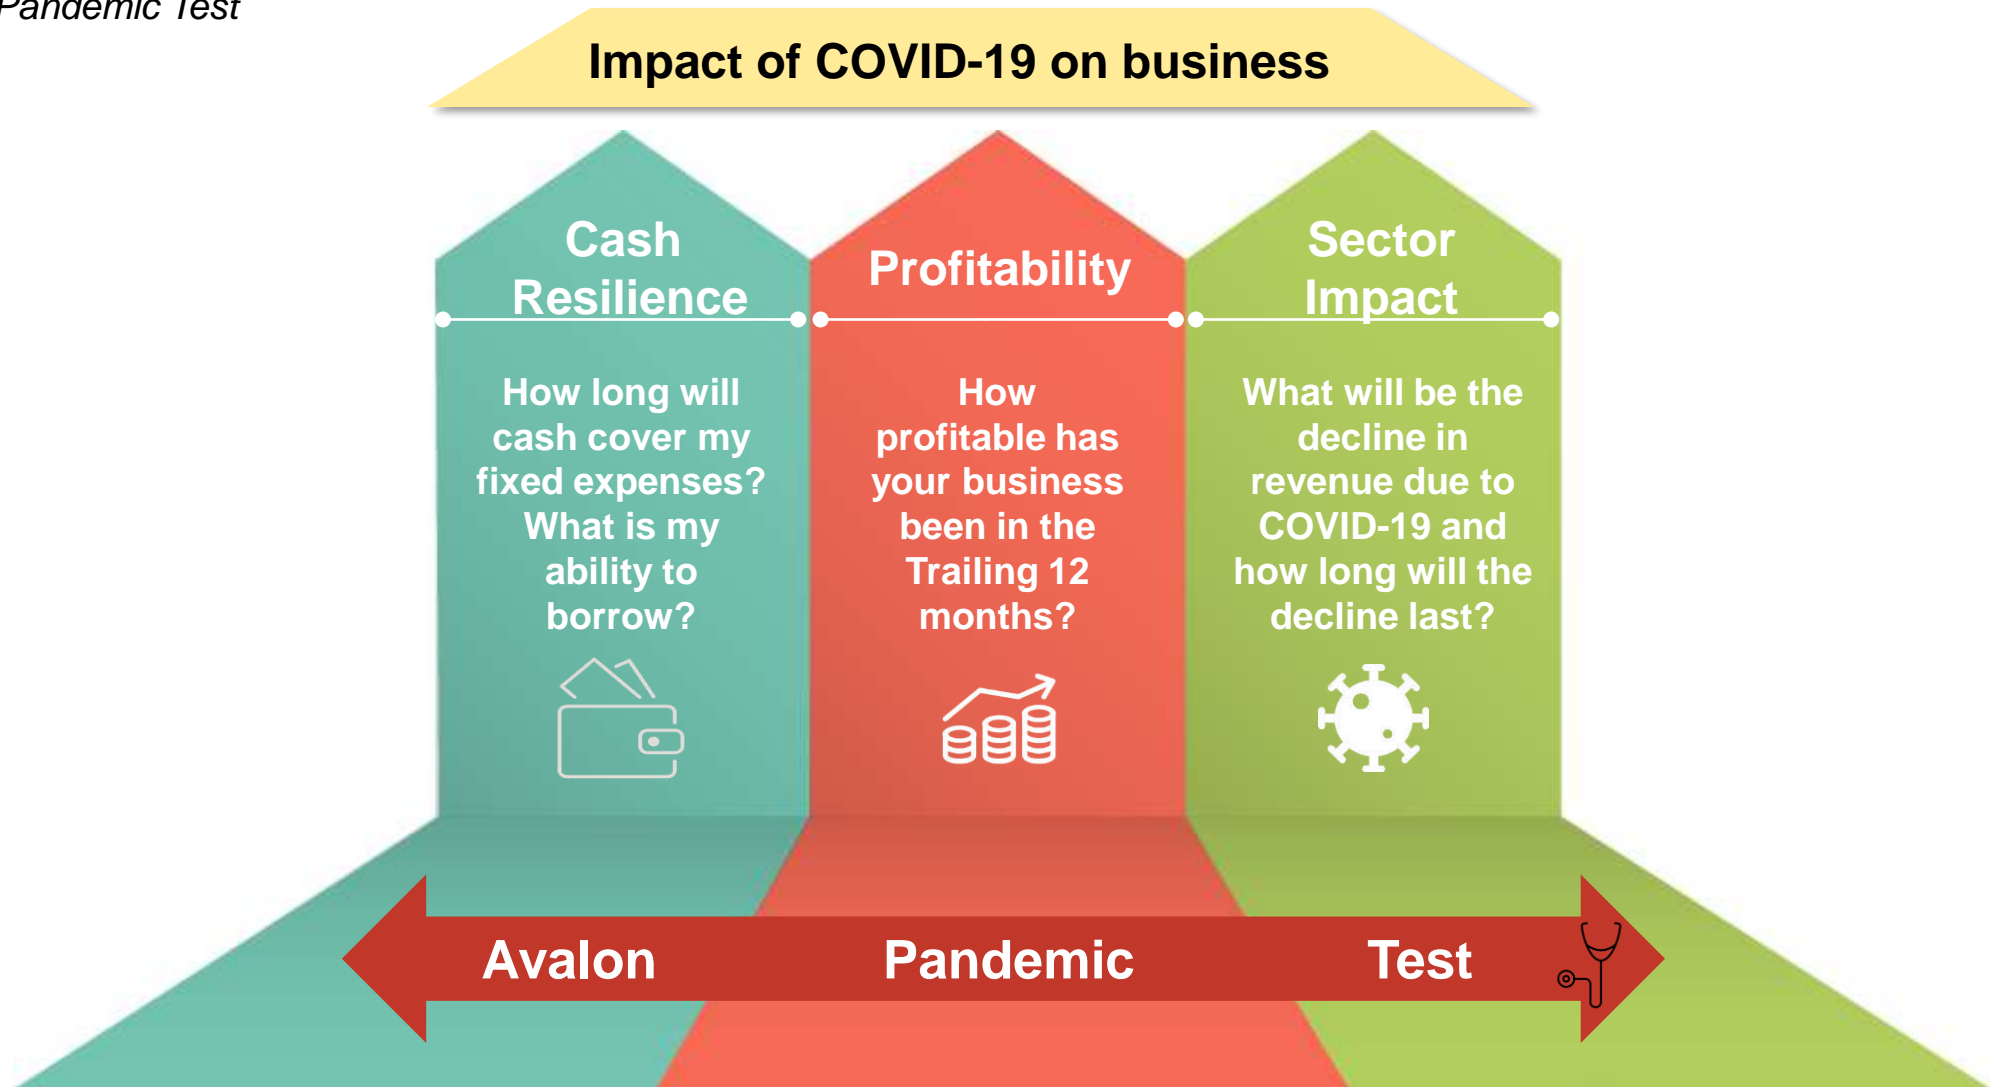 Pandemic Test
Impact of COVID-19 on business
Cash
Resilience
How long will
cash cover my
fixed expenses?
What is my
ability to
borrow?
Profitability
How
profitable has
your business
been in the
Trailing 12
months?
Sector
Impact
What will be the
decline in
revenue due to
COVID-19 and
how long will the
decline last?
Avalon Pandemic Test